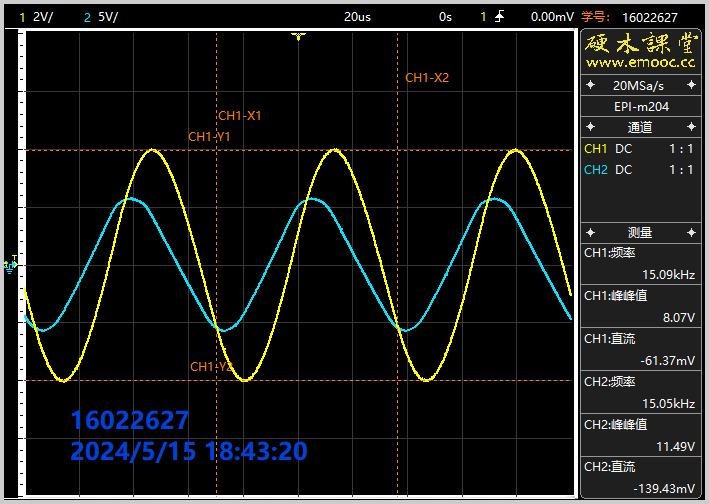 1 2V/ 2 5V/ 20us 0s 1 0.00mV 学号: 16022627
硬木課堂
www.emooc.cc
20MSa/s
EPI-m204
通道
CH1 DC 1 : 1
CH2 DC 1 : 1
测量
CH1:频率
15.09kHz
CH1:峰峰值
8.07V
CH1:直流
-61.37mV
CH2:频率
15.05kHz
CH2:峰峰值
11.49V
CH2:直流
-139.43mV
CH1-X2
CH1-X1
CH1-Y1
T
CH1-Y2
16022627
2024/5/15 18:43:20